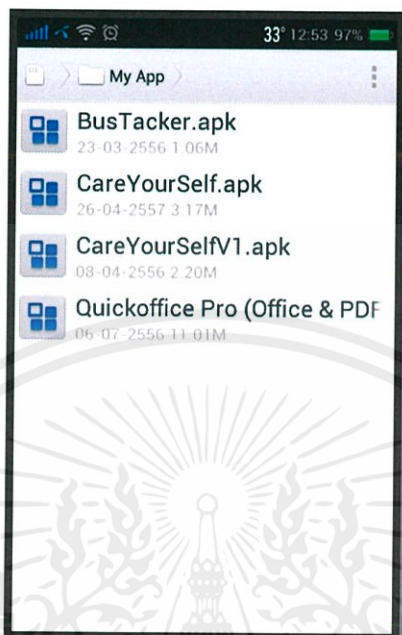 33° 12:53 97%
My App
BusTacker.apk
23-03-2556 1.06M
CareYourSelf.apk
26-04-2557 3.17M
CareYourSelfV1.apk
08-04-2556 2.20M
Quickoffice Pro (Office & PDF
06-07-2556 11.01M